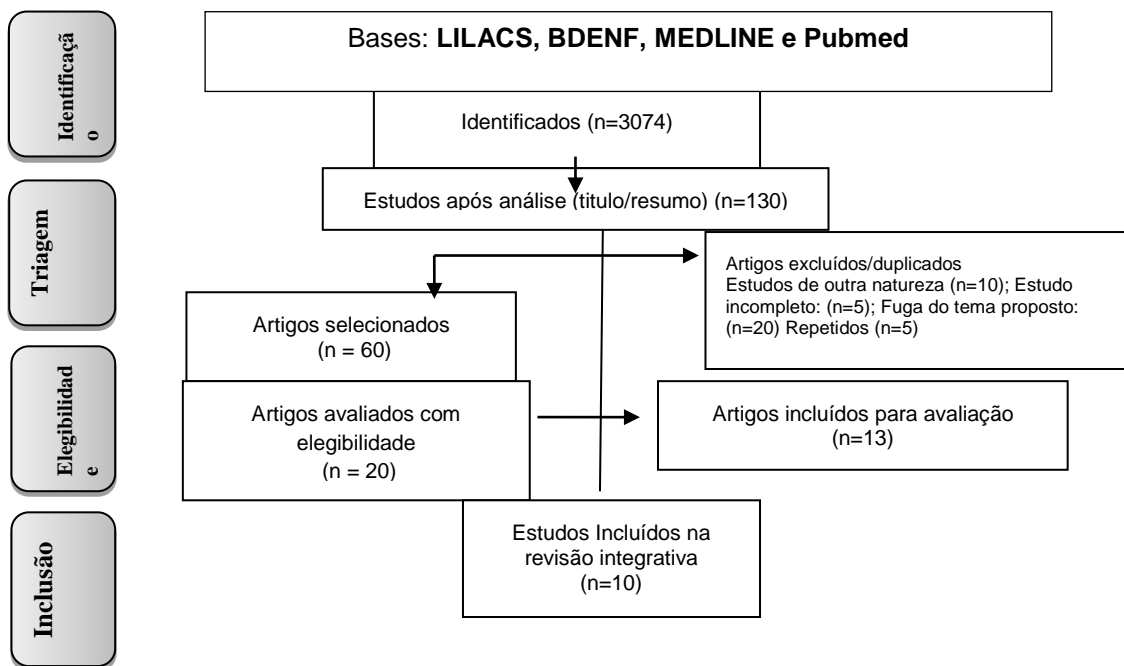 Identificaçã
o
Bases: LILACS, BDENF, MEDLINE e Pubmed
Identificados (n=3074)
Triagem
Estudos após análise (titulo/resumo) (n=130)
Artigos excluídos/duplicados
Estudos de outra natureza (n=10); Estudo
incompleto: (n=5); Fuga do tema proposto:
(n=20) Repetidos (n=5)
Artigos selecionados
(n = 60)
Elegibilidad
e
Artigos avaliados com
elegibilidade
(n = 20)
Artigos incluídos para avaliação
(n=13)
Inclusão
Estudos Incluídos na
revisão integrativa
(n=10)